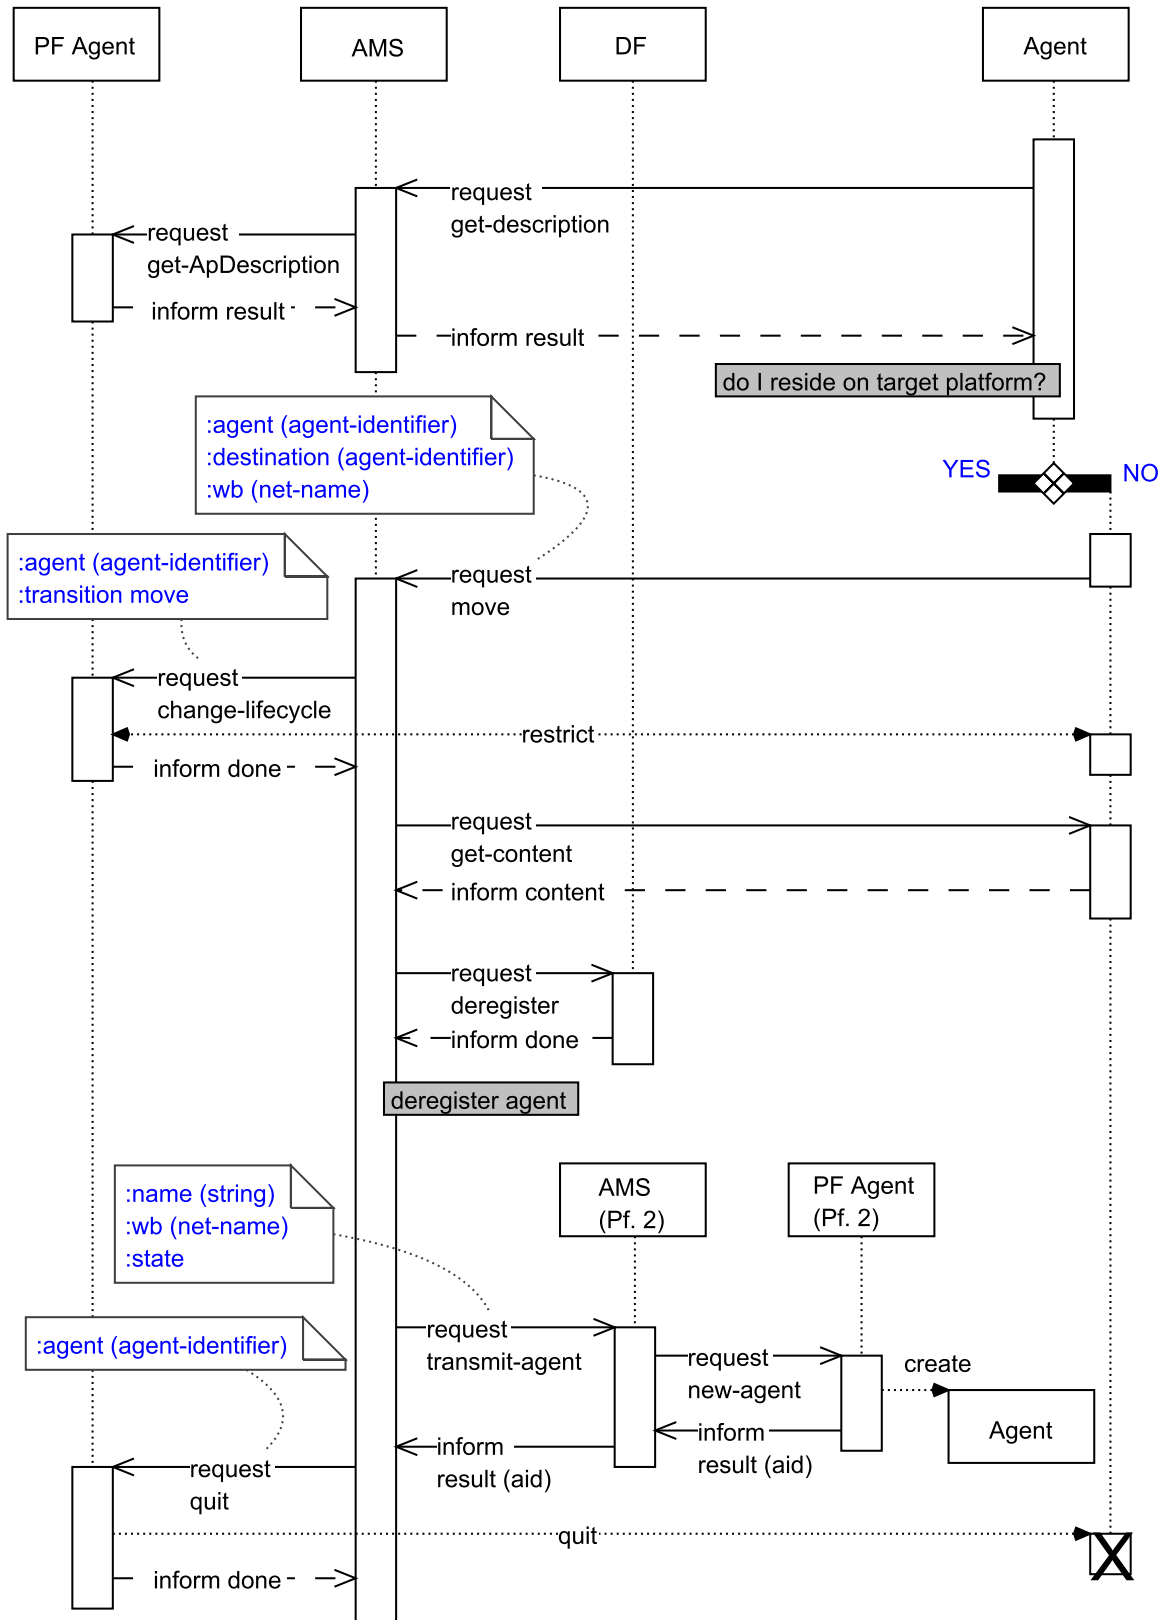 PF Agent
AMS
DF
Agent
request
get-description
request
get-ApDescription
inform result
inform result
do I reside on target platform?
:agent (agent-identifier)
:destination (agent-identifier)
:wb (net-name)
YES
NO
:agent (agent-identifier)
:transition move
request
move
request
change-lifecycle
restrict
inform done
request
get-content
inform content
request
deregister
inform done
deregister agent
:name (string)
:wb (net-name)
:state
AMS
(Pf. 2)
PF Agent
(Pf. 2)
:agent (agent-identifier)
request
transmit-agent
request
new-agent
create
Agent
inform
result (aid)
inform
result (aid)
request
quit
quit
inform done
X